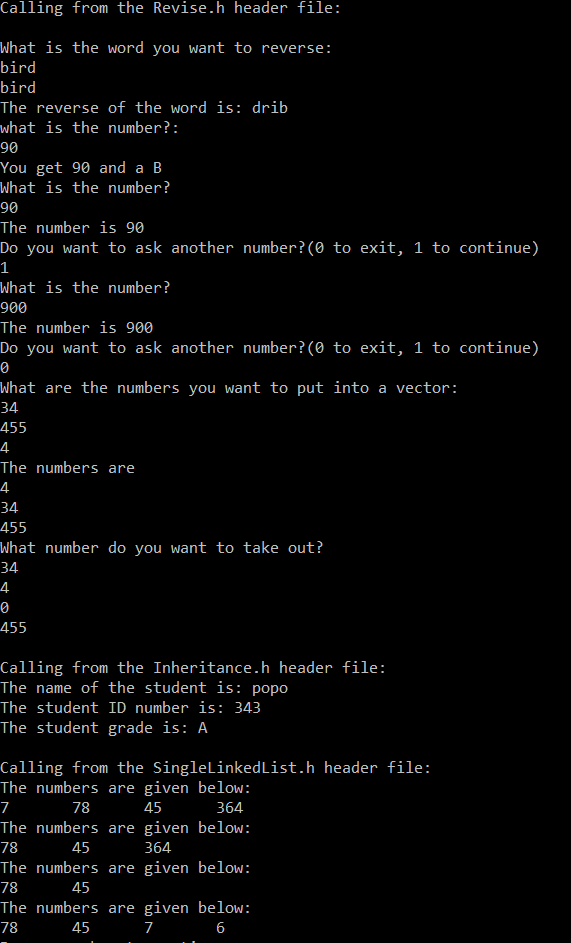 Calling from the Revise.h header file:
What is the word you want to reverse:
bird
bird
The reverse of the word is: drib
what is the number?:
90
You get 90 and a B
What is the number?
90
The number is 90
Do you want to ask another number?(0 to exit, 1 to continue)
1
What is the number?
900
The number is 900
Do you want to ask another number?(0 to exit, 1 to continue)
0
What are the numbers you want to put into a vector:
34
455
4
The numbers are
4
34
455
What number do you want to take out?
34
4
0
455
Calling from the Inheritance.h header file:
The name of the student is: popo
The student ID number is: 343
The student grade is: A
Calling from the SingleLinkedList.h header file:
The numbers are given below:
7 78 45 364
The numbers are given below:
78 45 364
The numbers are given below:
78 45
The numbers are given below:
78 45 7 6